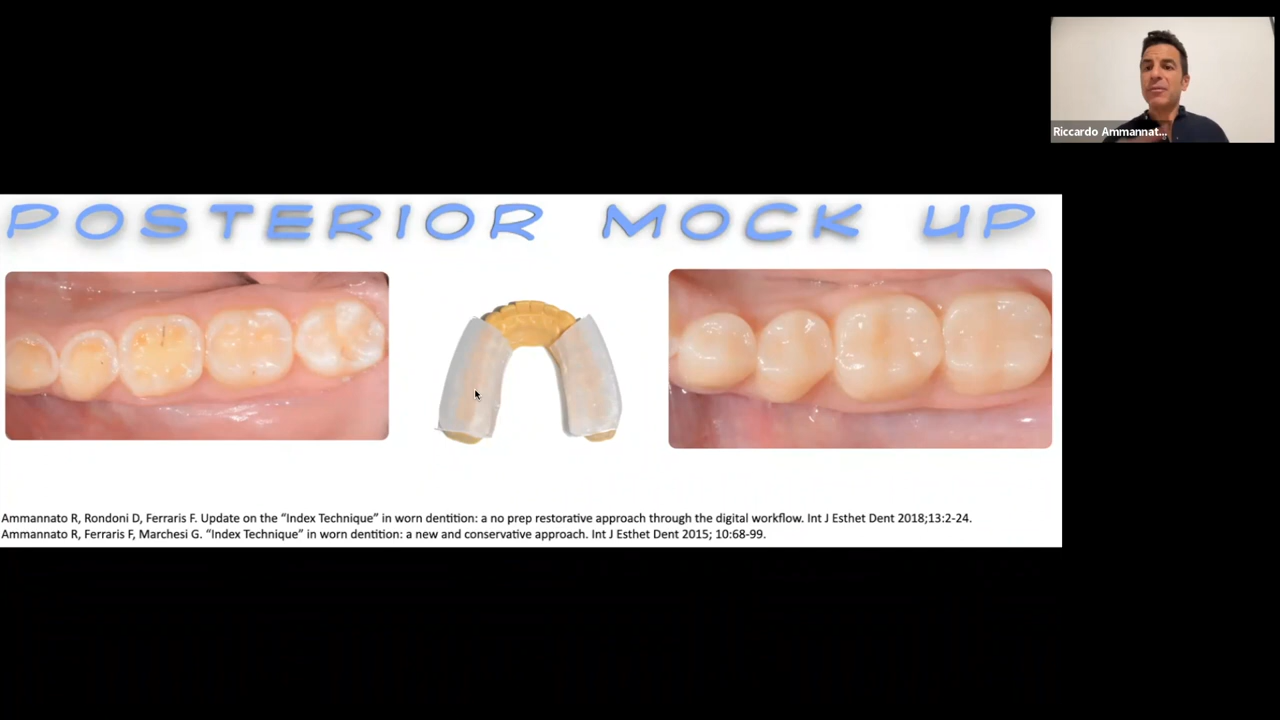 Riccardo Ammannat...
POSTERIOR MOCK UP
Ammannato R, Rondoni D, Ferraris F. Update on the “Index Technique” in worn dentition: a no prep restorative approach through the digital workflow. Int J Esthet Dent 2018;13:2-24.
Ammannato R, Ferraris F, Marchesi G. “Index Technique” in worn dentition: a new and conservative approach. Int J Esthet Dent 2015; 10:68-99.